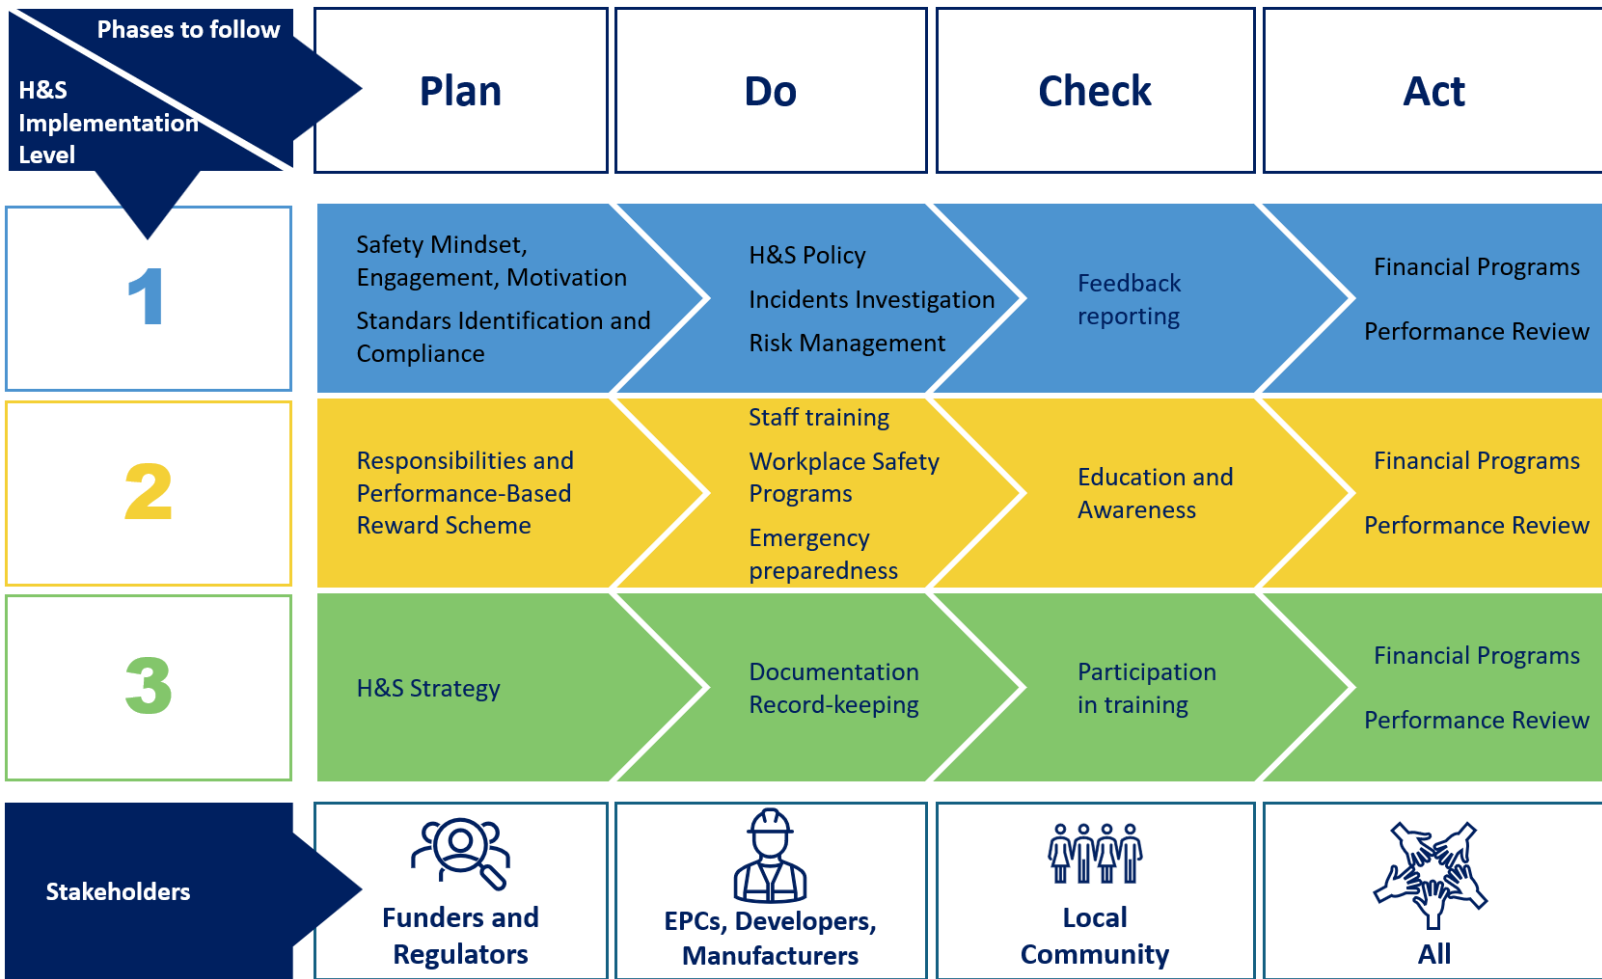 Phases to follow
H&S
Implementation
Level
Plan
Do
Check
Act
1
Safety Mindset,
Engagement, Motivation
Standars Identification and
Compliance
H&S Policy
Incidents Investigation
Risk Management
Feedback
reporting
Financial Programs
Performance Review
2
Responsibilities and
Performance-Based
Reward Scheme
Staff training
Workplace Safety
Programs
Emergency
preparedness
Education and
Awareness
Financial Programs
Performance Review
3
H&S Strategy
Documentation
Record-keeping
Participation
in training
Financial Programs
Performance Review
Stakeholders
Funders and
Regulators
EPCs, Developers,
Manufacturers
Local
Community
All